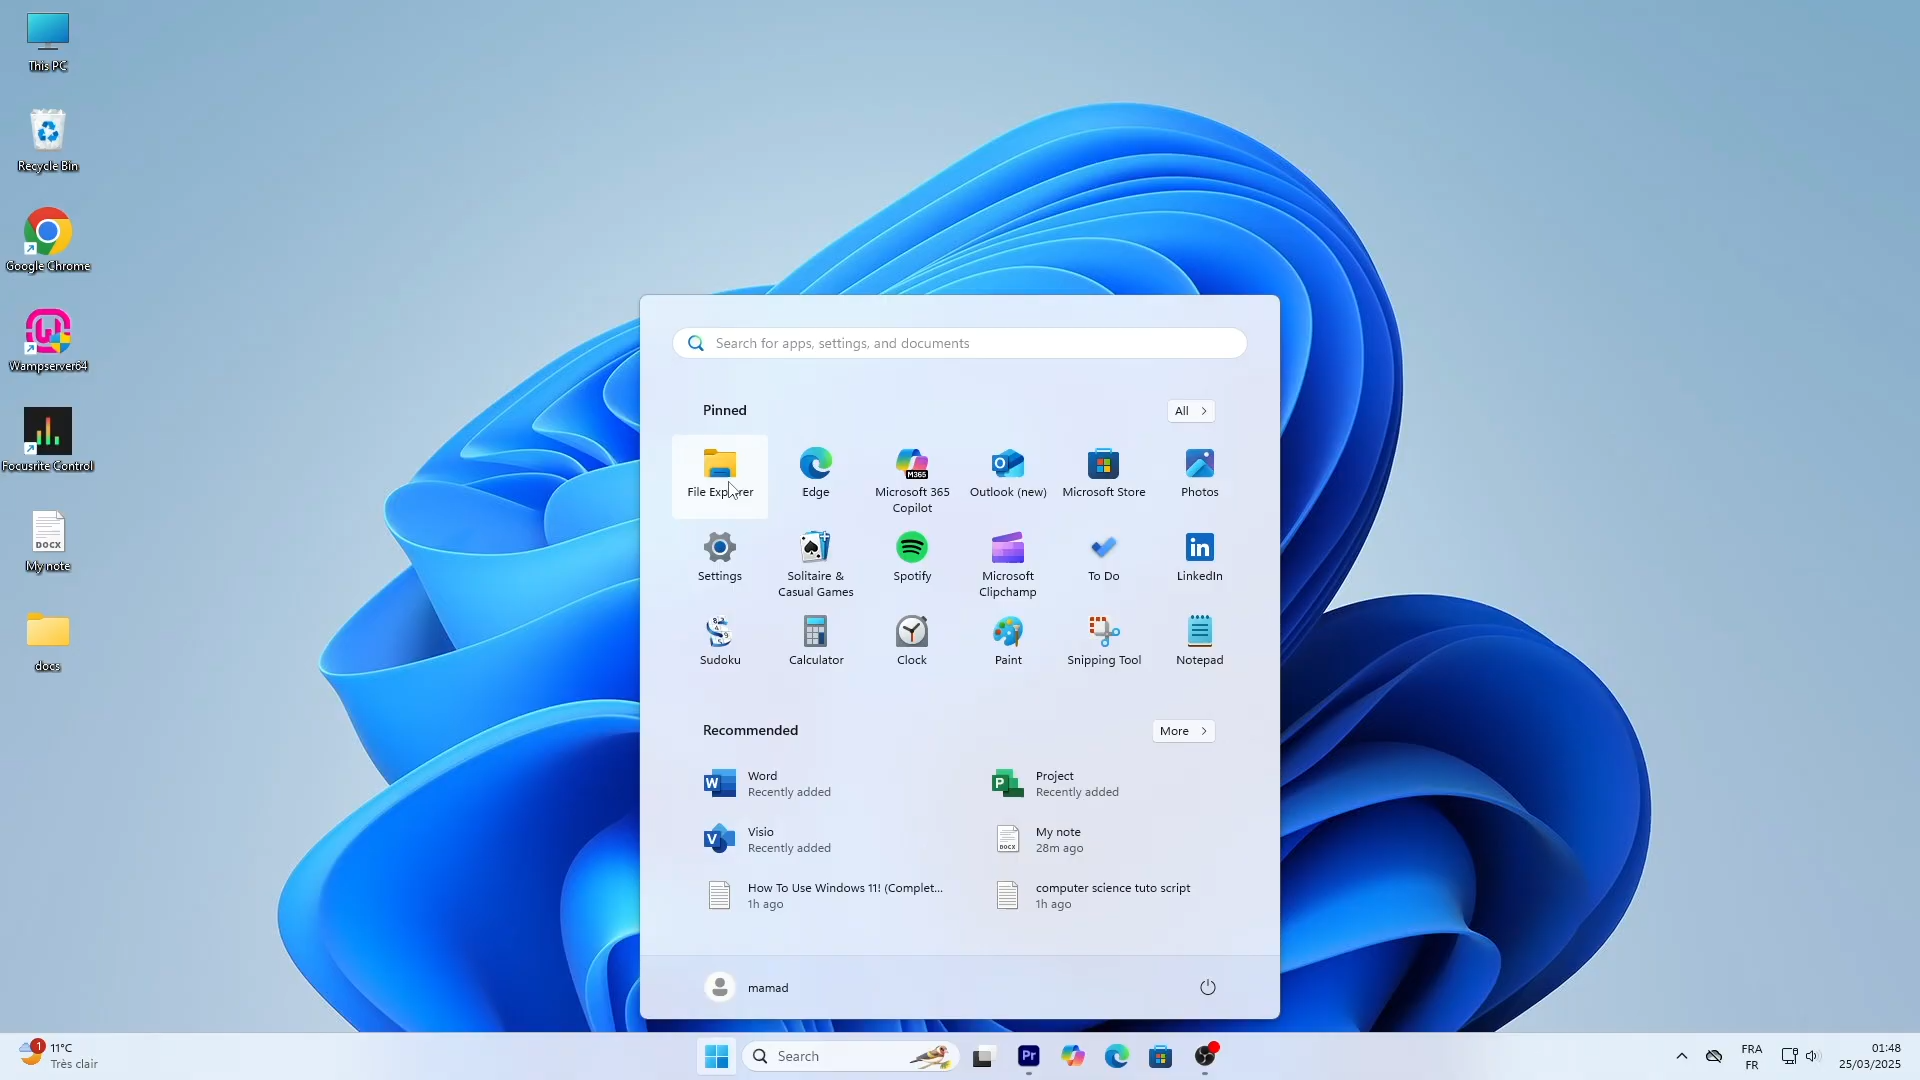 This PC
Recycle Bin
Google Chrome
Wampserver64
Focusrite Control
DOCX
My note
docs
Search for apps, settings, and documents
Pinned
All
File Explorer
Edge
M365
Microsoft 365
Copilot
Outlook (new)
Microsoft Store
Photos
Settings
Solitaire &
Casual Games
Spotify
Microsoft
Clipchamp
To Do
LinkedIn
Sudoku
Calculator
Clock
Paint
Snipping Tool
Notepad
Recommended
More
Word
Recently added
Project
Recently added
Visio
Recently added
My note
28m ago
How To Use Windows 11! (Complet...
1h ago
computer science tuto script
1h ago
mamad
1
11°C
Très clair
Search
Pr
FRA
FR
01:48
25/03/2025